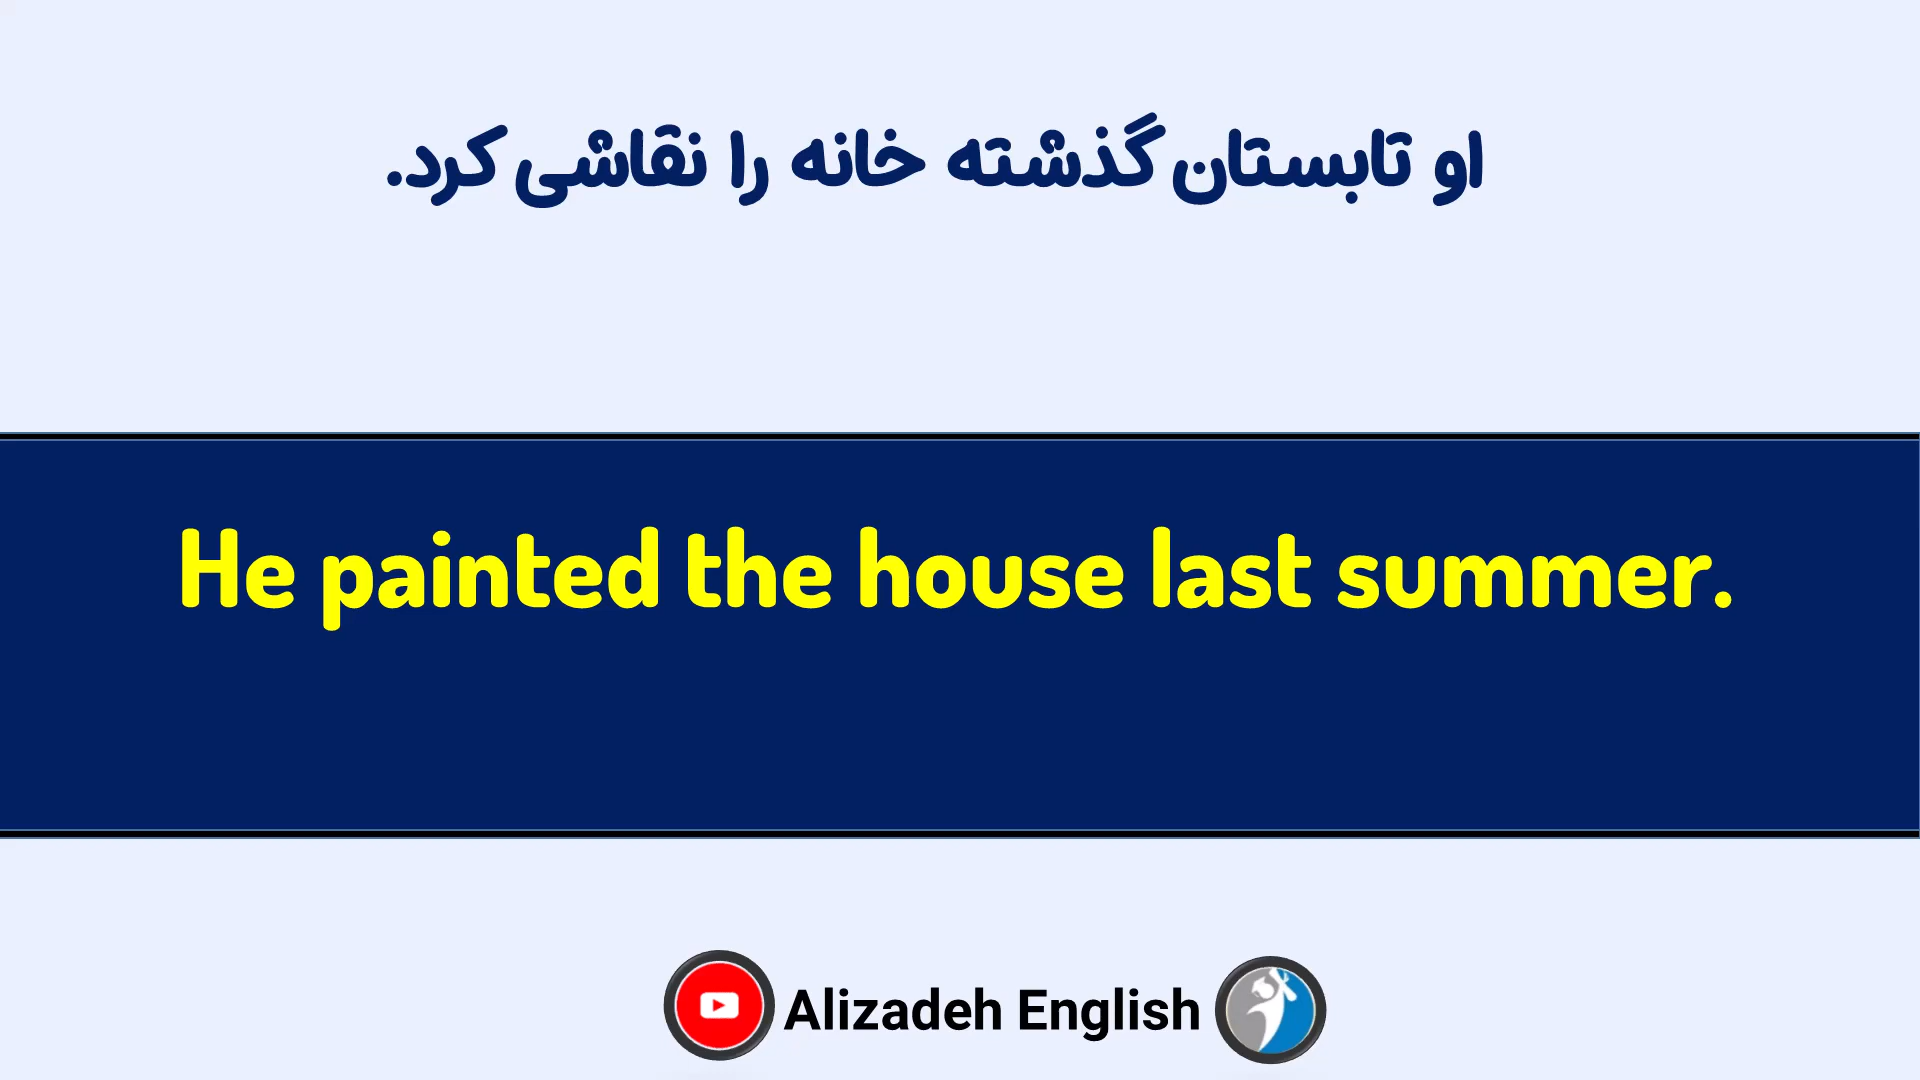 او تابستان گذشته خانه را نقاشی کرد.
He painted the house last summer.
Alizadeh English